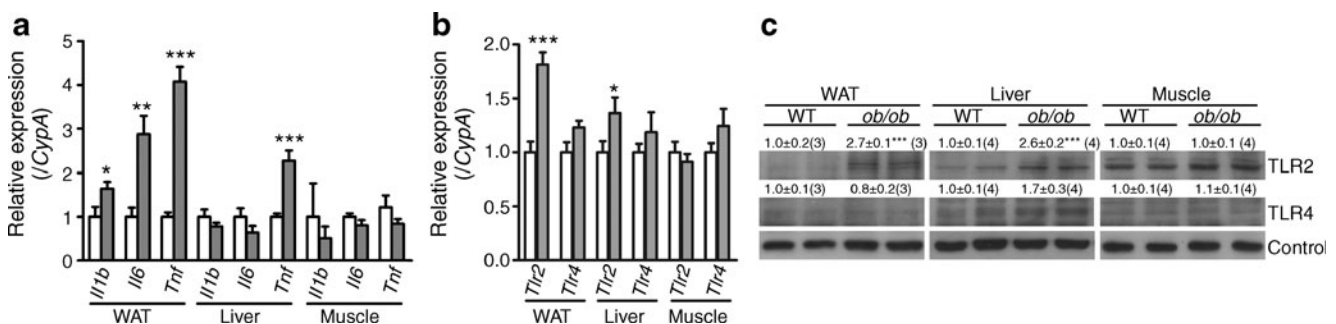 a
Relative expression
(/CypA)
5
4
3
2
1
0
*
**
***
***
Il1b
Il6
Tnf
Il1b
Il6
Tnf
Il1b
Il6
Tnf
WAT
Liver
Muscle
b
Relative expression
(/CypA)
2.0
1.5
1.0
0.5
0.0
***
*
Tlr2
Tlr4
Tlr2
Tlr4
Tlr2
Tlr4
WAT
Liver
Muscle
c
WAT Liver Muscle
WT ob/ob WT ob/ob WT ob/ob
1.0±0.2(3) 2.7±0.1*** (3) 1.0±0.1(4) 2.6±0.2*** (4) 1.0±0.1(4) 1.0±0.1 (4)
TLR2
1.0±0.1(3) 0.8±0.2(3) 1.0±0.1(4) 1.7±0.3(4) 1.0±0.1(4) 1.1±0.1(4)
TLR4
Control